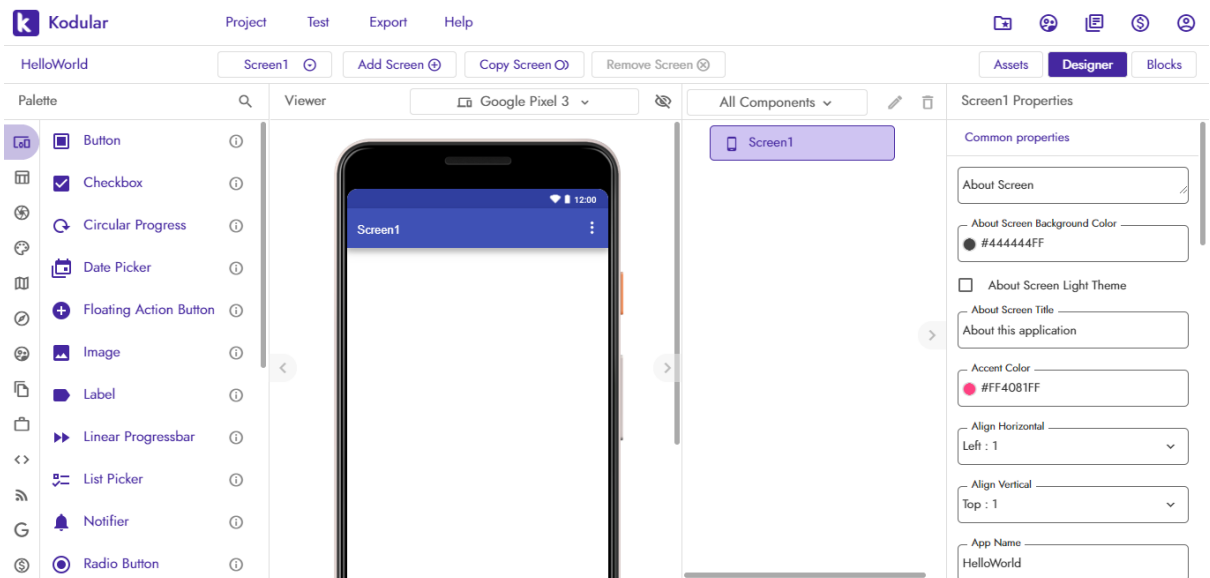 Kodular
Project
Test
Export
Help
HelloWorld
Screen1
Add Screen
Copy Screen
Remove Screen
Assets
Designer
Blocks
Palette
Button
Checkbox
Circular Progress
Date Picker
Floating Action Button
Image
Label
Linear Progressbar
List Picker
Notifier
Radio Button
Viewer
Google Pixel 3
12:00
Screen1
All Components
Screen1
Screen1 Properties
Common properties
About Screen
About Screen Background Color
#444444FF
About Screen Light Theme
About Screen Title
About this application
Accent Color
#FF4081FF
Align Horizontal
Left : 1
Align Vertical
Top : 1
App Name
HelloWorld